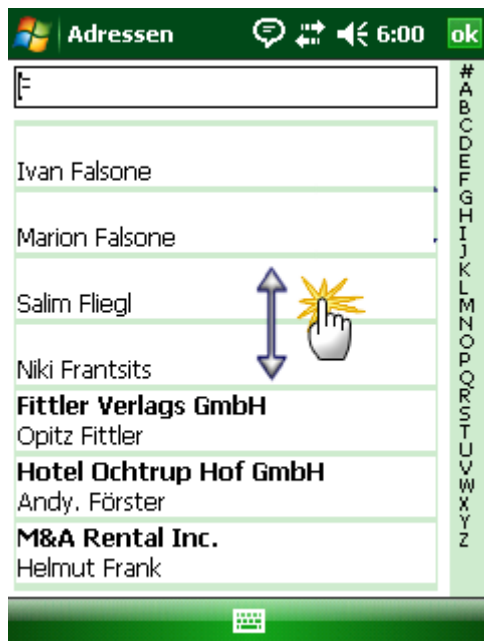 Adressen 6:00 ok
F
Ivan Falsone
Marion Falsone
Salim Fliegl
Niki Frantsits
Fittler Verlags GmbH
Opitz Fittler
Hotel Ochtrup Hof GmbH
Andy. Förster
M&A Rental Inc.
Helmut Frank
#
A
B
C
D
E
F
G
H
I
J
K
L
M
N
O
P
Q
R
S
T
U
V
W
X
Y
Z